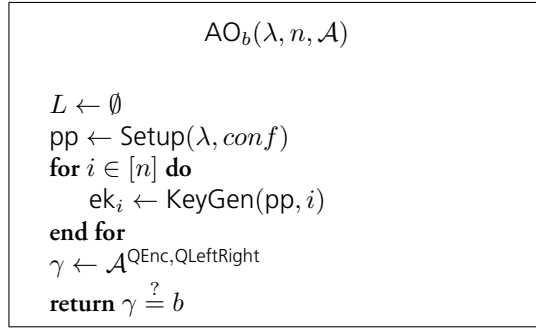 AO_b(λ, n, 𝒜)
L ← ∅
pp ← Setup(λ, conf)
for i ∈ [n] do
ek_i ← KeyGen(pp, i)
end for
γ ← 𝒜^{QEnc,QLeftRight}
return γ ≟ b